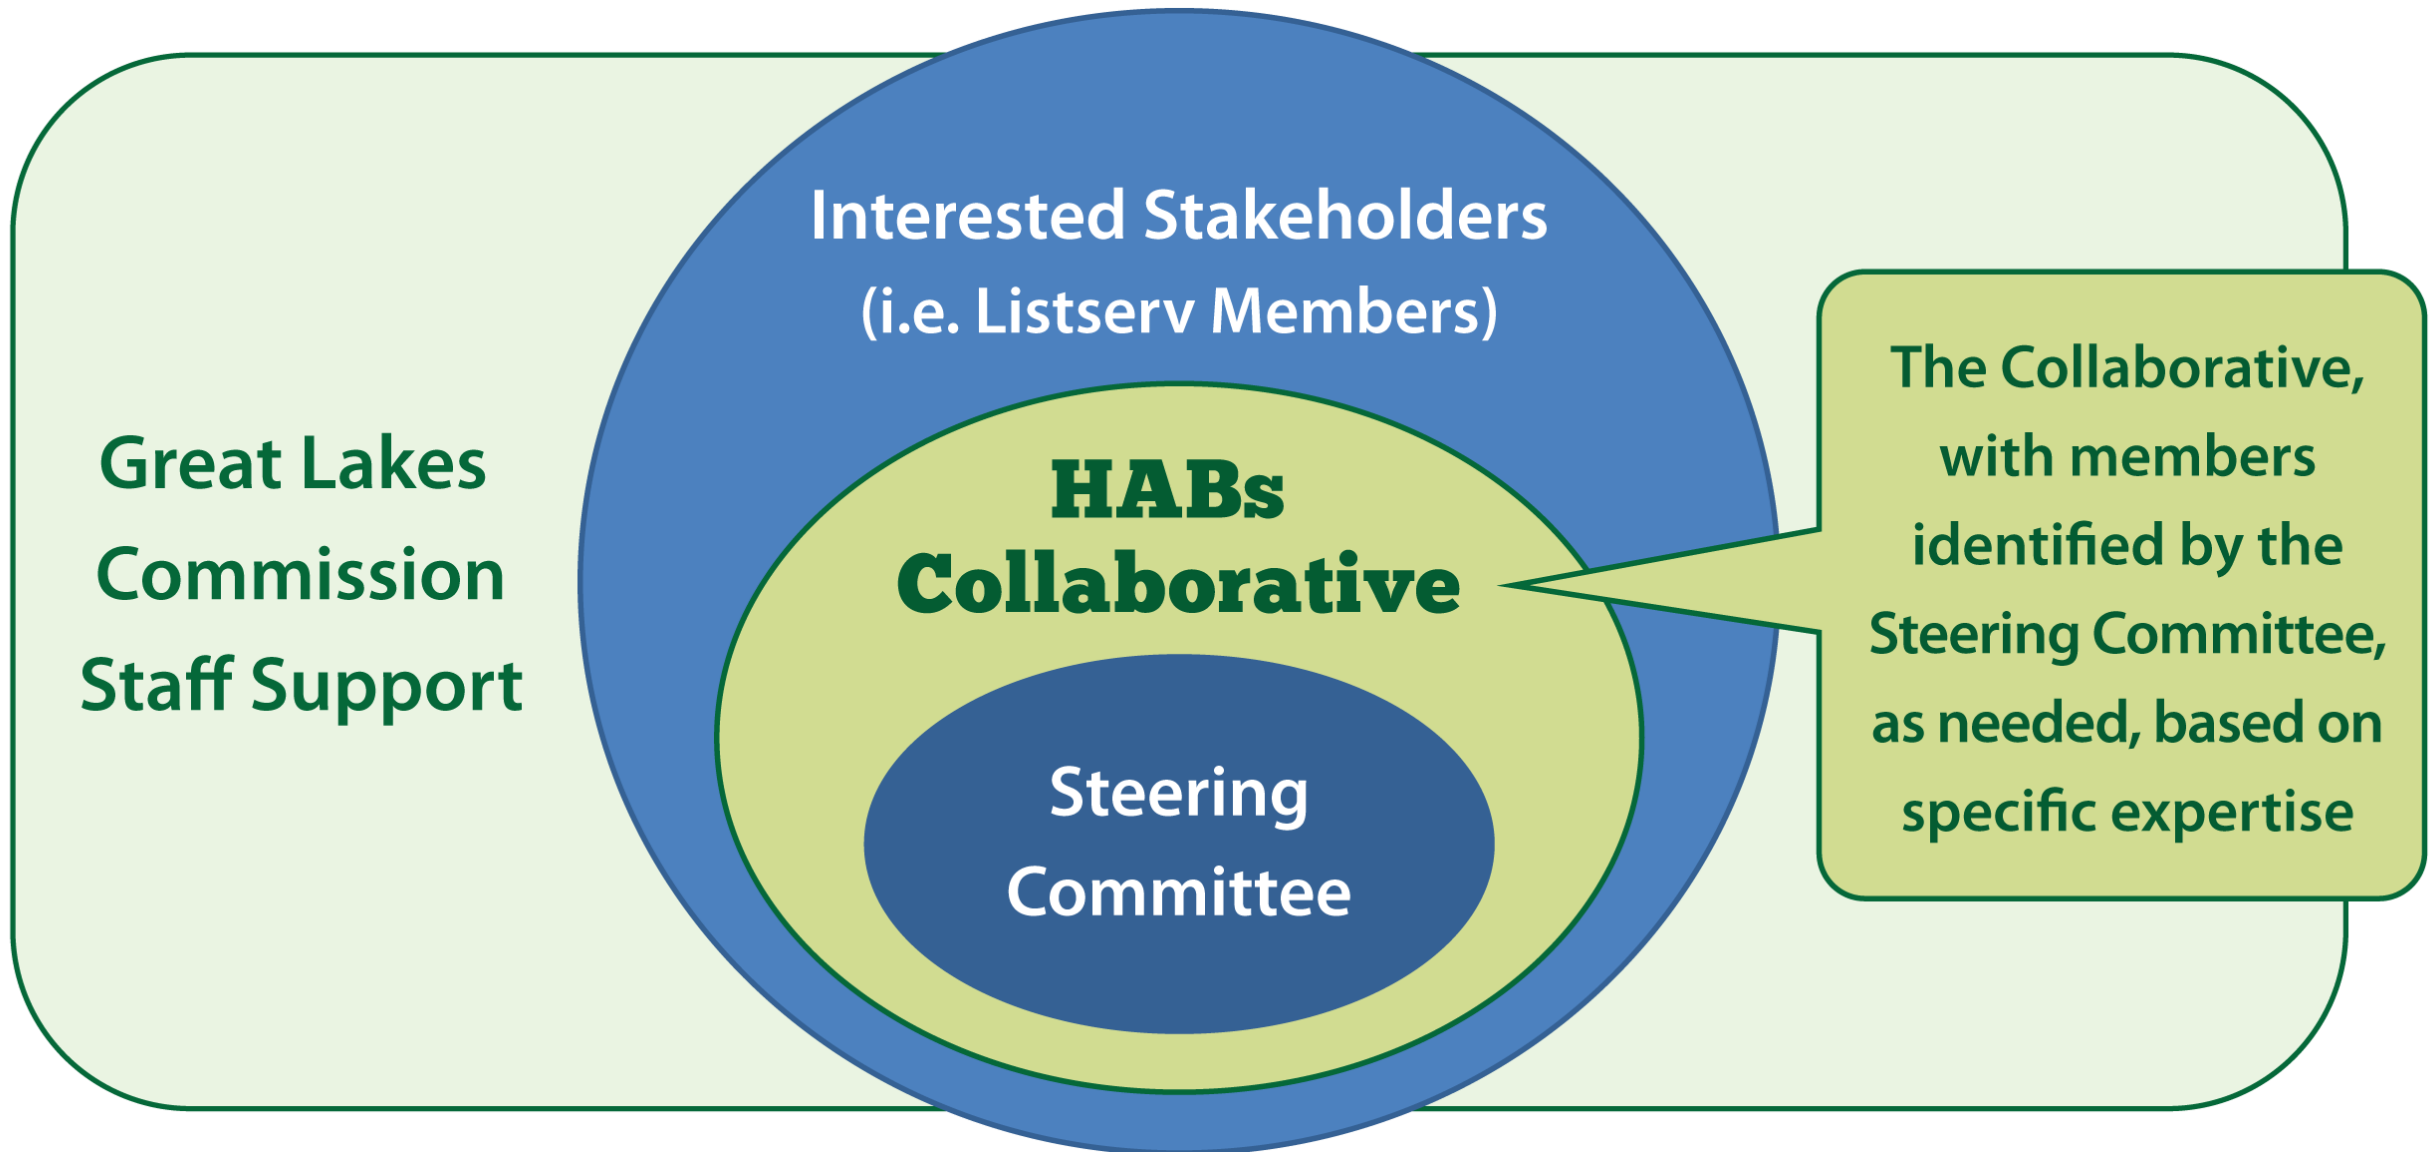 Interested Stakeholders
(i.e. Listserv Members)
Great Lakes
Commission
Staff Support
HABs
Collaborative
Steering
Committee
The Collaborative,
with members
identified by the
Steering Committee,
as needed, based on
specific expertise